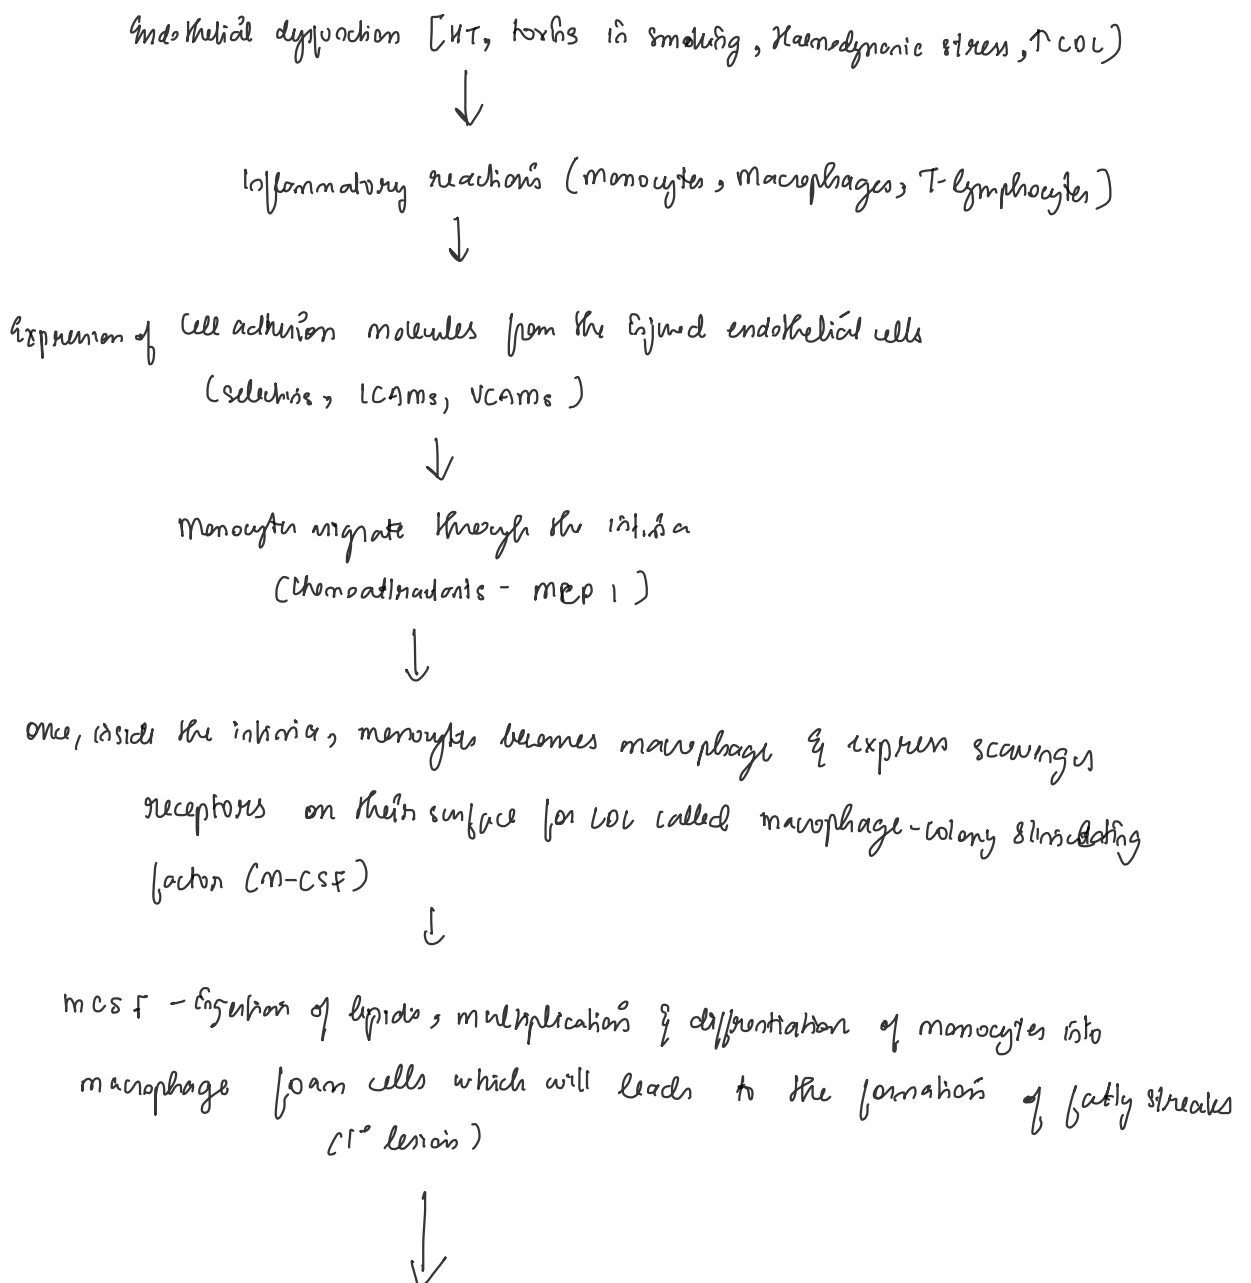 Endothelial dysfunction [HT, toxins in smoking, Haemodynamic stress, ↑ LDL)
↓
Inflammatory reactions (monocytes, macrophages, T-lymphocytes)
↓
Expression of cell adhesion molecules from the injured endothelial cells
(selectins, ICAMs, VCAMs)
↓
Monocytes migrate through the intima
(chemoattractants - MCP 1)
↓
once, inside the intima, monocytes becomes macrophage & express scavenges
receptors on their surface for LDL called macrophage-colony stimulating
factor (M-CSF)
↓
MCSF - Ingestion of lipids, multiplication & diffrentiation of monocytes into
macrophage foam cells which will leads to the formation of fatty streaks
(1° lesion)
↓